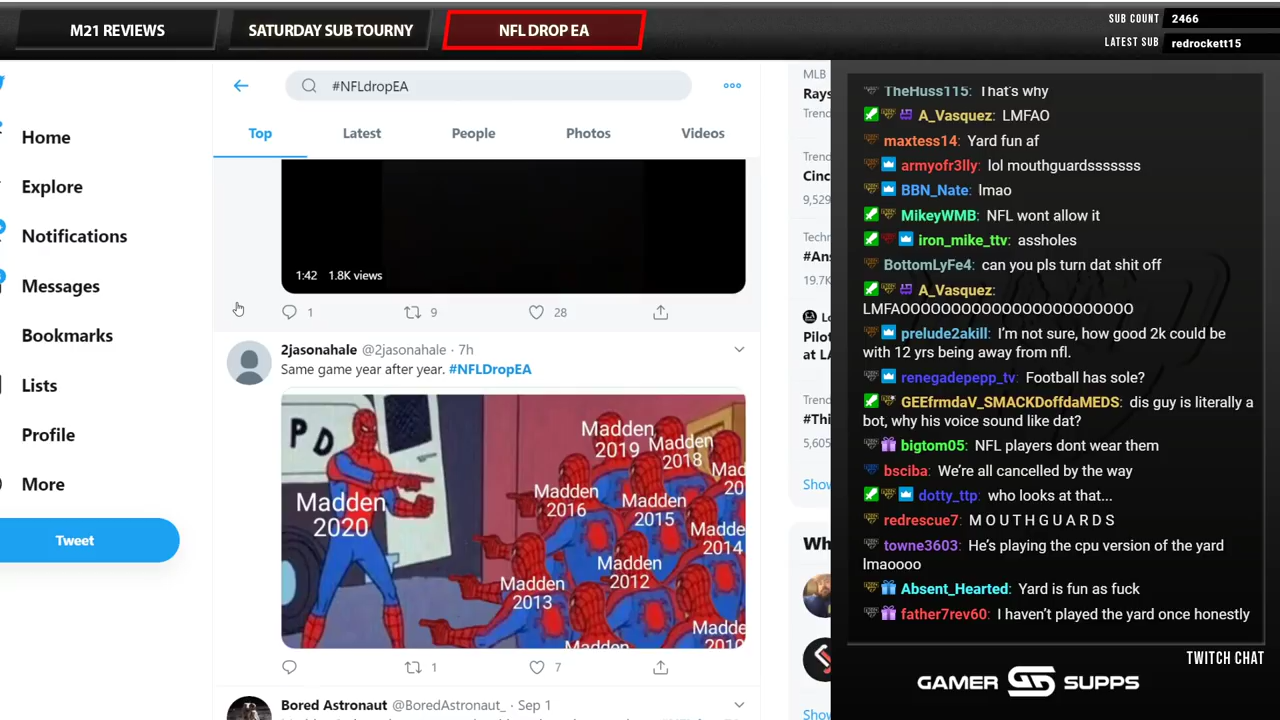 M21 REVIEWS
SATURDAY SUB TOURNY
NFL DROP EA
SUB COUNT 2466
LATEST SUB redrockett15
#NFLdropEA
Top
Latest
People
Photos
Videos
Home
Explore
Notifications
Messages
Bookmarks
Lists
Profile
More
Tweet
1:42 1.8K views
1 9 28
2jasonahale @2jasonahale · 7h
Same game year after year. #NFLDropEA
PD
Madden
2020
Madden
2019
Madden
2018
Mad
20
Madden
2016
Madden
2015
Madde
2014
Madden
2012
Madden
2013
Madde
1 7
Bored Astronaut @BoredAstronaut_ · Sep 1
MLB
Rays
Trend
Trend
Cinc
9,529
Techn
#Ans
19.7K
Lo
Pilot
at LA
Trend
#Thi
5,605
Show
Wh
Show
TheHuss115: That's why
A_Vasquez: LMFAO
maxtess14: Yard fun af
armyofr3lly: lol mouthguardsssssss
BBN_Nate: lmao
MikeyWMB: NFL wont allow it
iron_mike_ttv: assholes
BottomLyFe4: can you pls turn dat shit off
A_Vasquez:
LMFAOOOOOOOOOOOOOOOOOOOOOO
prelude2akill: I'm not sure, how good 2k could be
with 12 yrs being away from nfl.
renegadepepp_tv: Football has sole?
GEEfrmdaV_SMACKDoffdaMEDS: dis guy is literally a
bot, why his voice sound like dat?
bigtom05: NFL players dont wear them
bsciba: We're all cancelled by the way
dotty_ttp: who looks at that...
redrescue7: M O U T H G U A R D S
towne3603: He's playing the cpu version of the yard
lmaoooo
Absent_Hearted: Yard is fun as fuck
father7rev60: I haven't played the yard once honestly
TWITCH CHAT
GAMER SUPPS